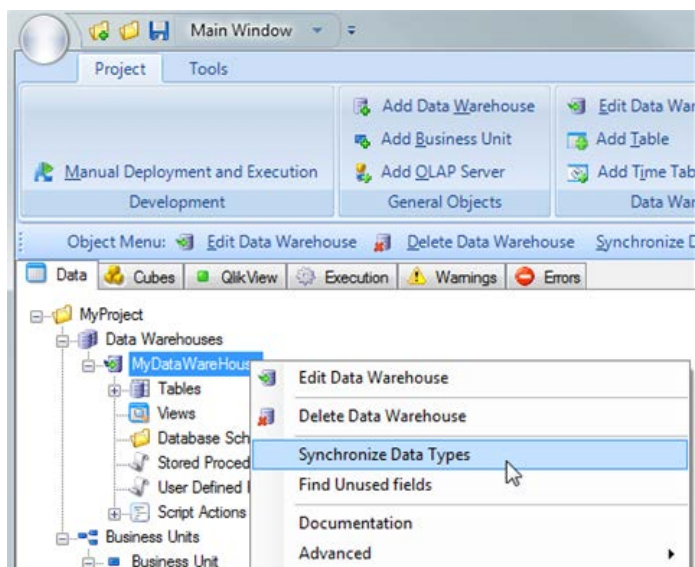 Main Window
Project Tools
Add Data Warehouse Edit Data War
Add Business Unit Add Table
Manual Deployment and Execution Add OLAP Server Add Time Tab
Development General Objects Data War
Object Menu: Edit Data Warehouse Delete Data Warehouse Synchronize D
Data Cubes QlikView Execution Warnings Errors
MyProject
Data Warehouses
MyDataWareHous
Edit Data Warehouse
Tables
Views
Delete Data Warehouse
Database Sch
Synchronize Data Types
Stored Proced
User Defined
Find Unused fields
Script Actions
Documentation
Business Units
Advanced
Business Unit